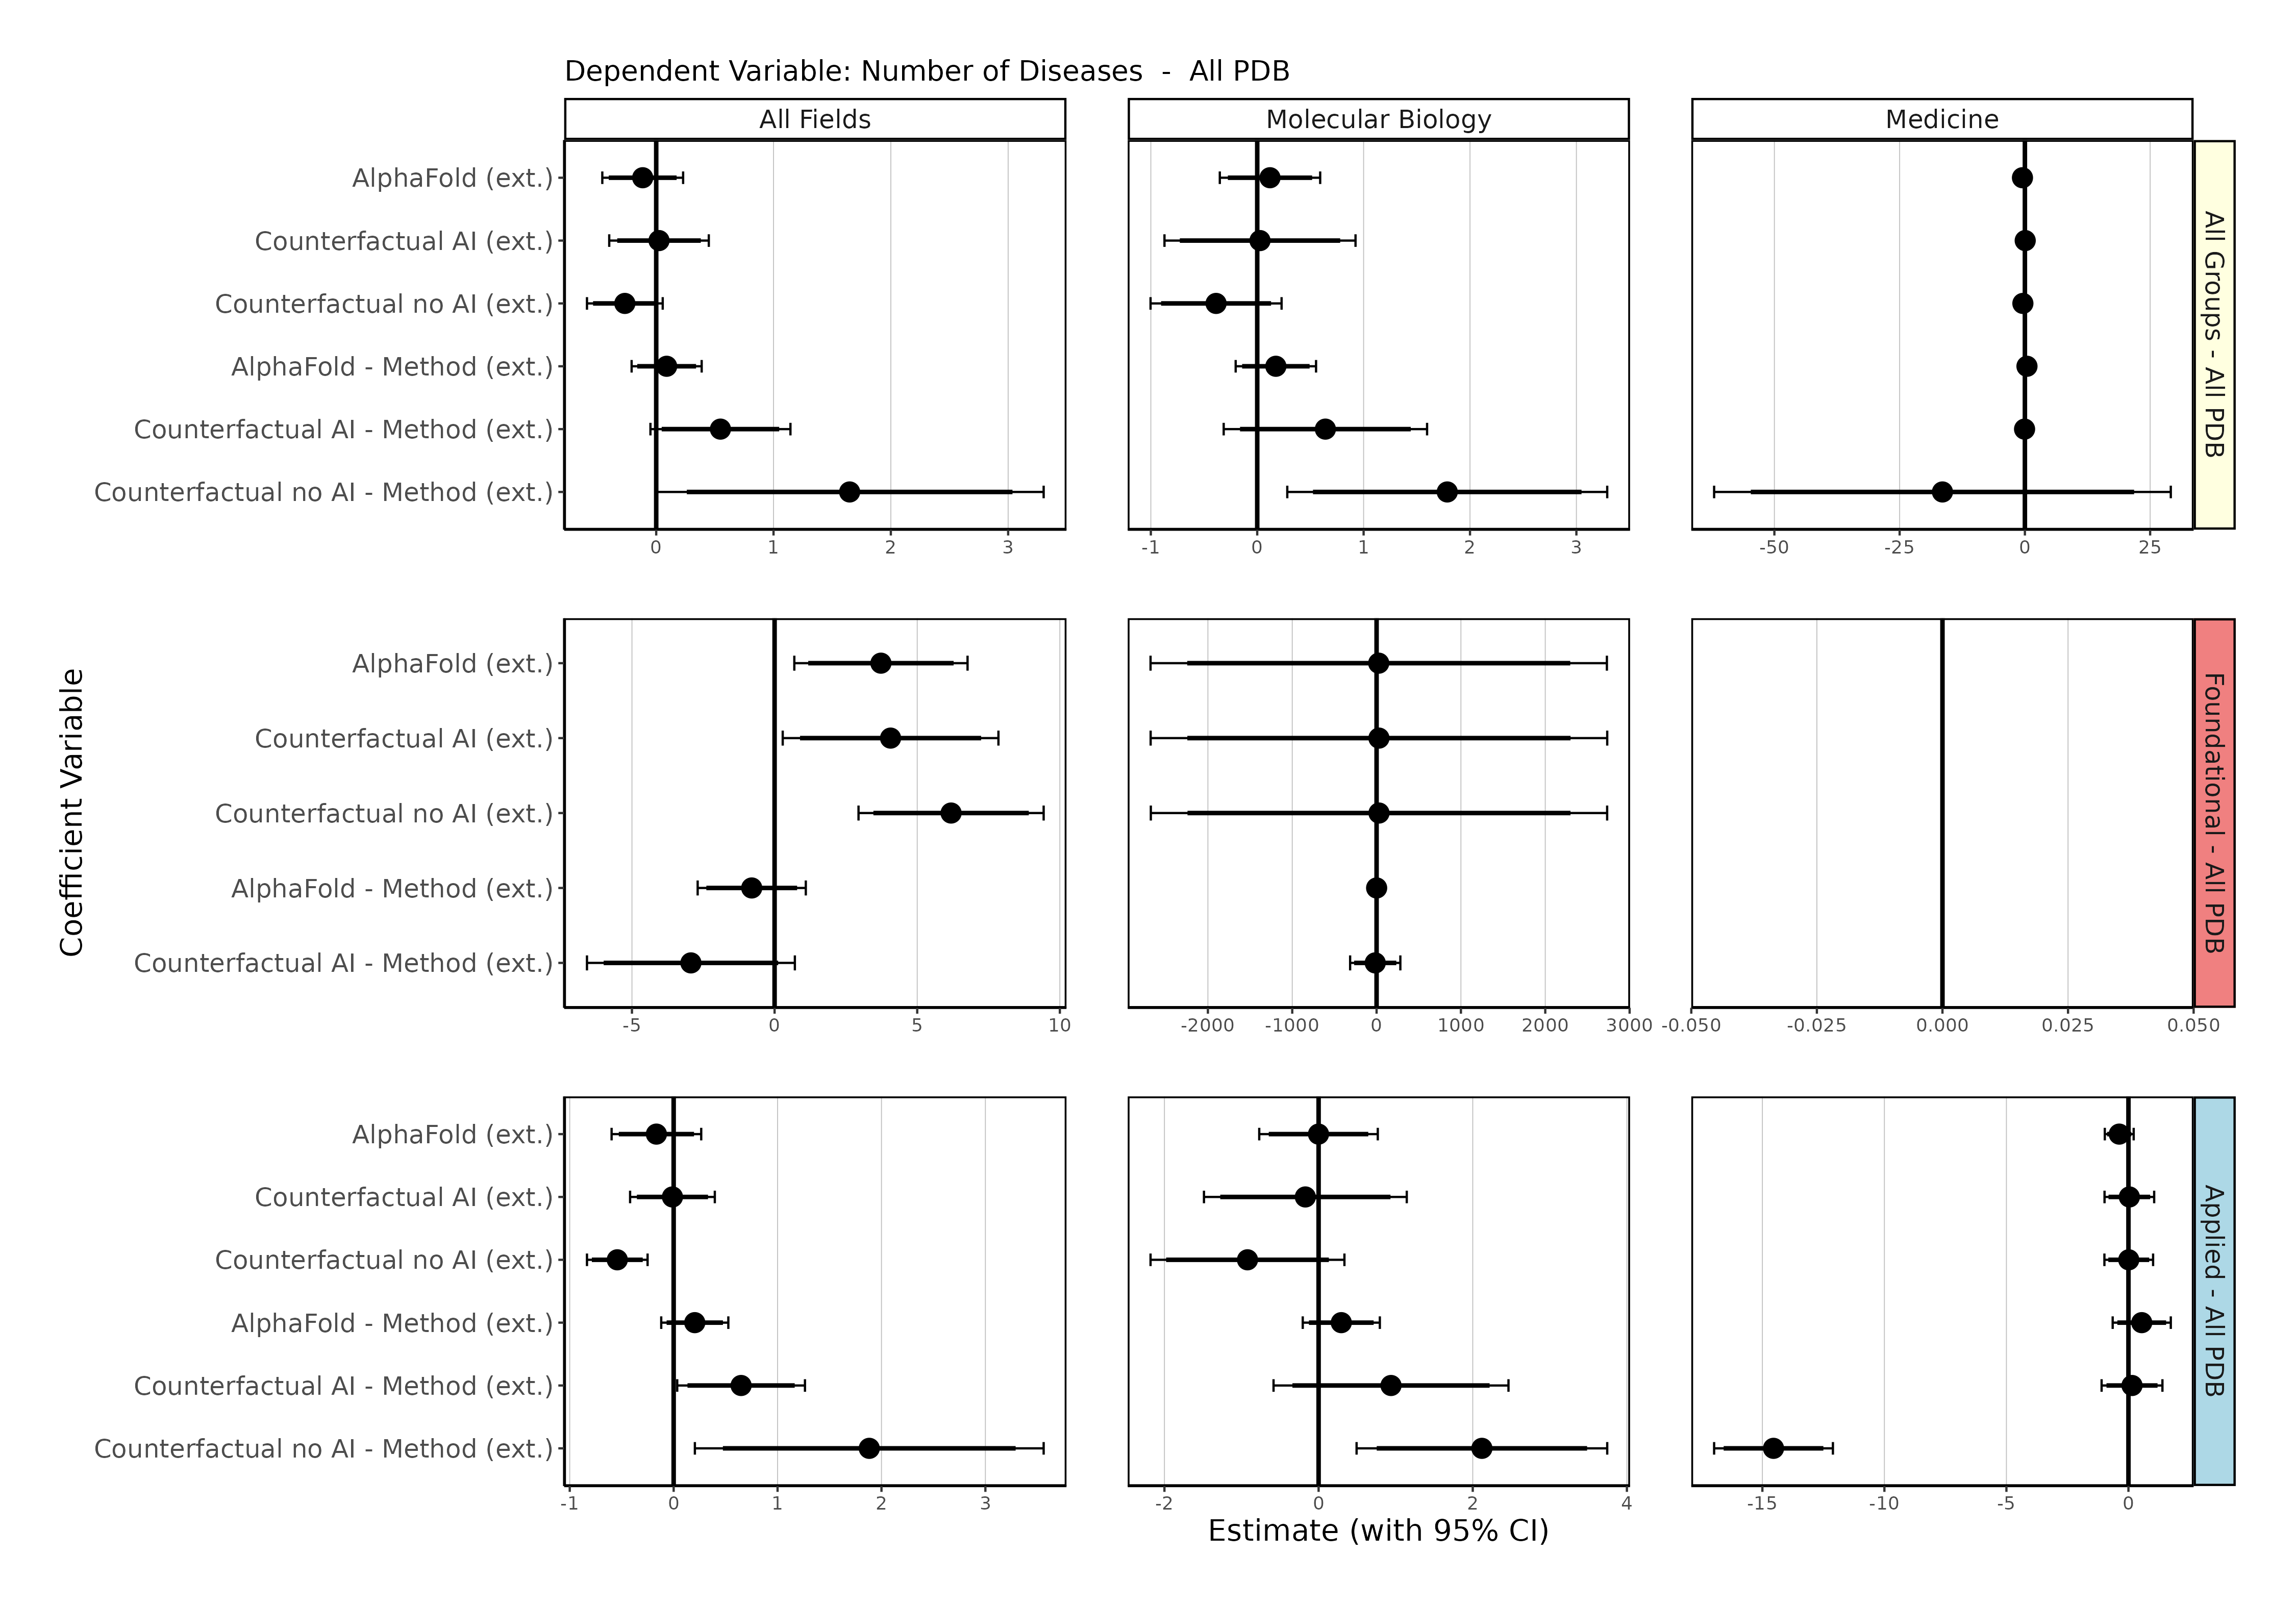 Dependent Variable: Number of Diseases - All PDB
All Fields
Molecular Biology
Medicine
AlphaFold (ext.)
Counterfactual AI (ext.)
Counterfactual no AI (ext.)
AlphaFold - Method (ext.)
Counterfactual AI - Method (ext.)
Counterfactual no AI - Method (ext.)
0 1 2 3
-1 0 1 2 3
-50 -25 0 25
All Groups - All PDB
Coefficient Variable
AlphaFold (ext.)
Counterfactual AI (ext.)
Counterfactual no AI (ext.)
AlphaFold - Method (ext.)
Counterfactual AI - Method (ext.)
-5 0 5 10
-2000 -1000 0 1000 2000 3000
-0.050 -0.025 0.000 0.025 0.050
Foundational - All PDB
AlphaFold (ext.)
Counterfactual AI (ext.)
Counterfactual no AI (ext.)
AlphaFold - Method (ext.)
Counterfactual AI - Method (ext.)
Counterfactual no AI - Method (ext.)
-1 0 1 2 3
-2 0 2 4
-15 -10 -5 0
Applied - All PDB
Estimate (with 95% CI)